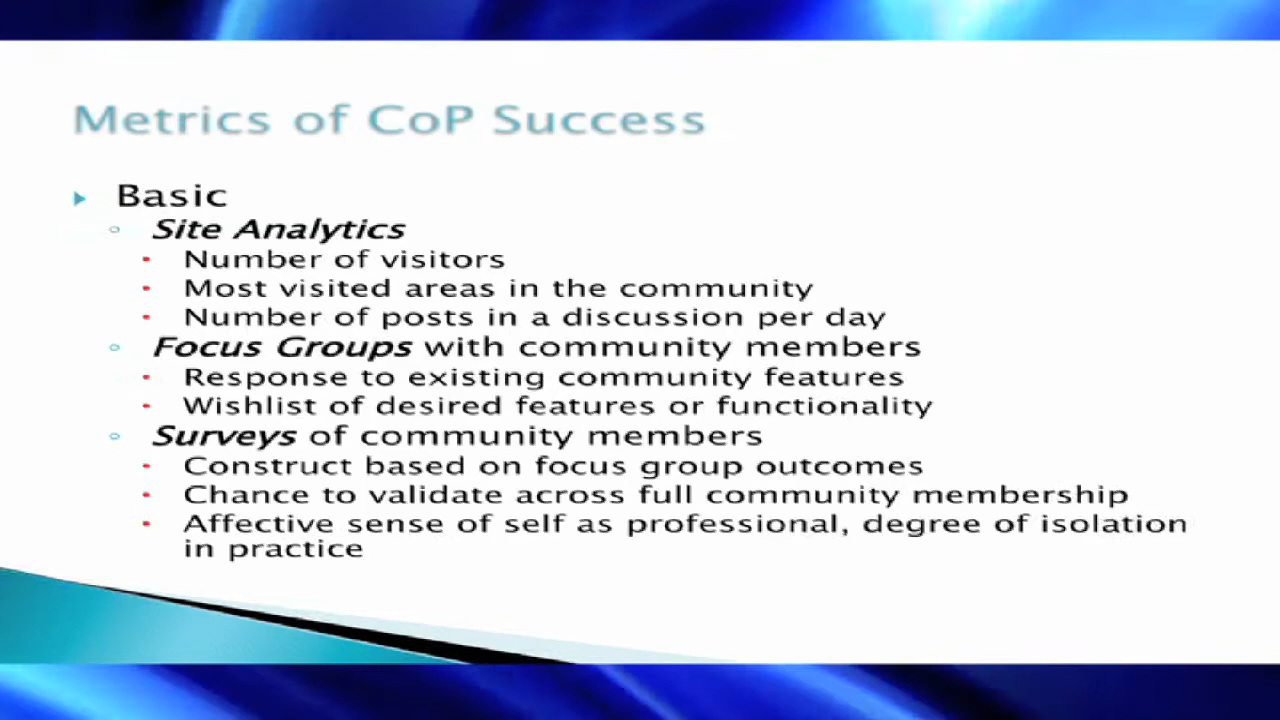 Metrics of CoP Success
Basic
Site Analytics
Number of visitors
Most visited areas in the community
Number of posts in a discussion per day
Focus Groups with community members
Response to existing community features
Wishlist of desired features or functionality
Surveys of community members
Construct based on focus group outcomes
Chance to validate across full community membership
Affective sense of self as professional, degree of isolation
in practice